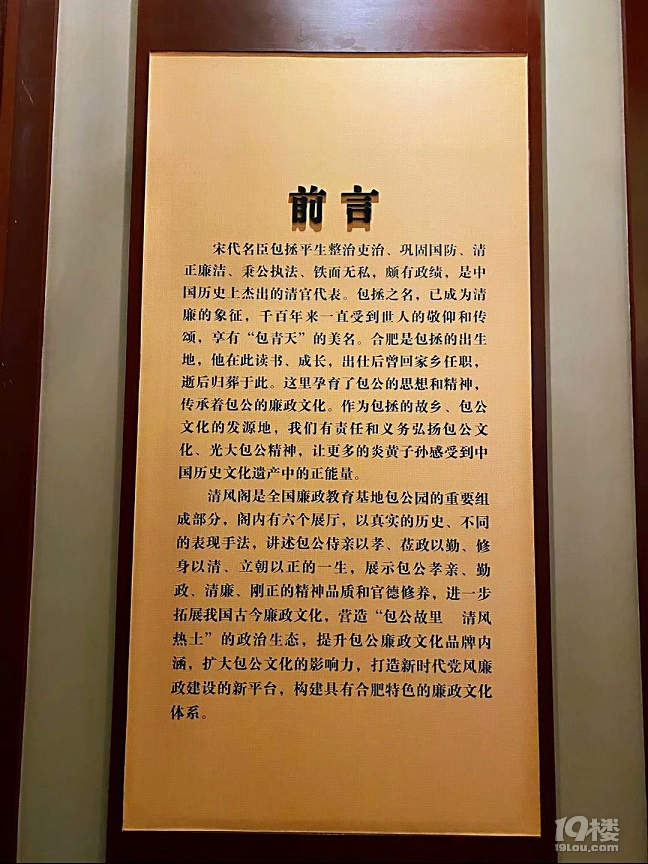 前言
宋代名臣包拯平生整治吏治、巩固国防、清
正廉洁、秉公执法、铁面无私，颇有政绩，是中
国历史上杰出的清官代表。包拯之名，已成为清
廉的象征，千百年来一直受到世人的敬仰和传
颂，享有“包青天”的美名。合肥是包拯的出生
地，他在此读书、成长，出仕后曾回家乡任职，
逝后归葬于此。这里孕育了包公的思想和精神，
传承着包公的廉政文化。作为包拯的故乡、包公
文化的发源地，我们有责任和义务弘扬包公文
化、光大包公精神，让更多的炎黄子孙感受到中
国历史文化遗产中的正能量。
清风阁是全国廉政教育基地包公园的重要组
成部分，阁内有六个展厅，以真实的历史、不同
的表现手法，讲述包公侍亲以孝、莅政以勤、修
身以清、立朝以正的一生，展示包公孝亲、勤
政、清廉、刚正的精神品质和官德修养，进一步
拓展我国古今廉政文化，营造“包公故里　清风
热土”的政治生态，提升包公廉政文化品牌内
涵，扩大包公文化的影响力，打造新时代党风廉
政建设的新平台，构建具有合肥特色的廉政文化
体系。
19楼
19lou.com